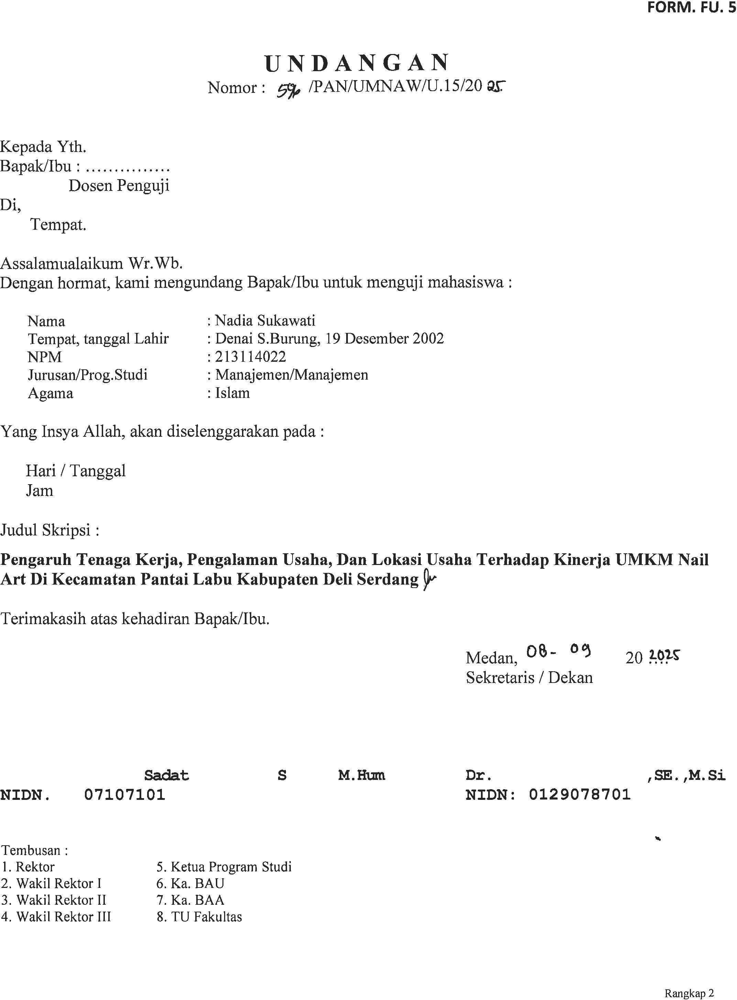 FORM. FU. 5
UNDANGAN
Nomor : /PAN/UMNAW/U.15/20 25.
Kepada Yth.
Bapak/Ibu : ...............
Dosen Penguji
Di,
Tempat.
Assalamualaikum Wr.Wb.
Dengan hormat, kami mengundang Bapak/Ibu untuk menguji mahasiswa :
Nama : Nadia Sukawati
Tempat, tanggal Lahir : Denai S.Burung, 19 Desember 2002
NPM : 213114022
Jurusan/Prog.Studi : Manajemen/Manajemen
Agama : Islam
Yang Insya Allah, akan diselenggarakan pada :
Hari / Tanggal
Jam
Judul Skripsi :
Pengaruh Tenaga Kerja, Pengalaman Usaha, Dan Lokasi Usaha Terhadap Kinerja UMKM Nail
Art Di Kecamatan Pantai Labu Kabupaten Deli Serdang
Terimakasih atas kehadiran Bapak/Ibu.
Medan, 08- 09 20 2025
Sekretaris / Dekan
Sadat S M.Hum Dr. ,SE.,M.Si
NIDN. 07107101 NIDN: 0129078701
Tembusan :
1. Rektor 5. Ketua Program Studi
2. Wakil Rektor I 6. Ka. BAU
3. Wakil Rektor II 7. Ka. BAA
4. Wakil Rektor III 8. TU Fakultas
Rangkap 2